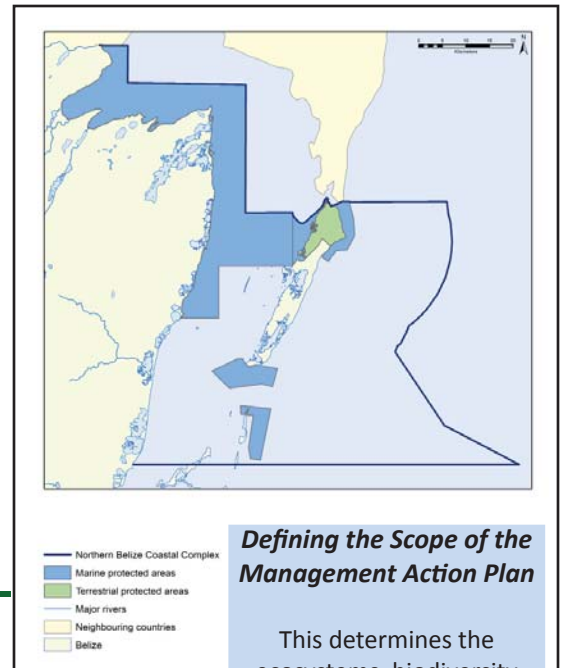 Northern Belize Coastal Complex
Marine protected areas
Terrestrial protected areas
Major rivers
Neighbouring countries
Belize
Defining the Scope of the
Management Action Plan
This determines the